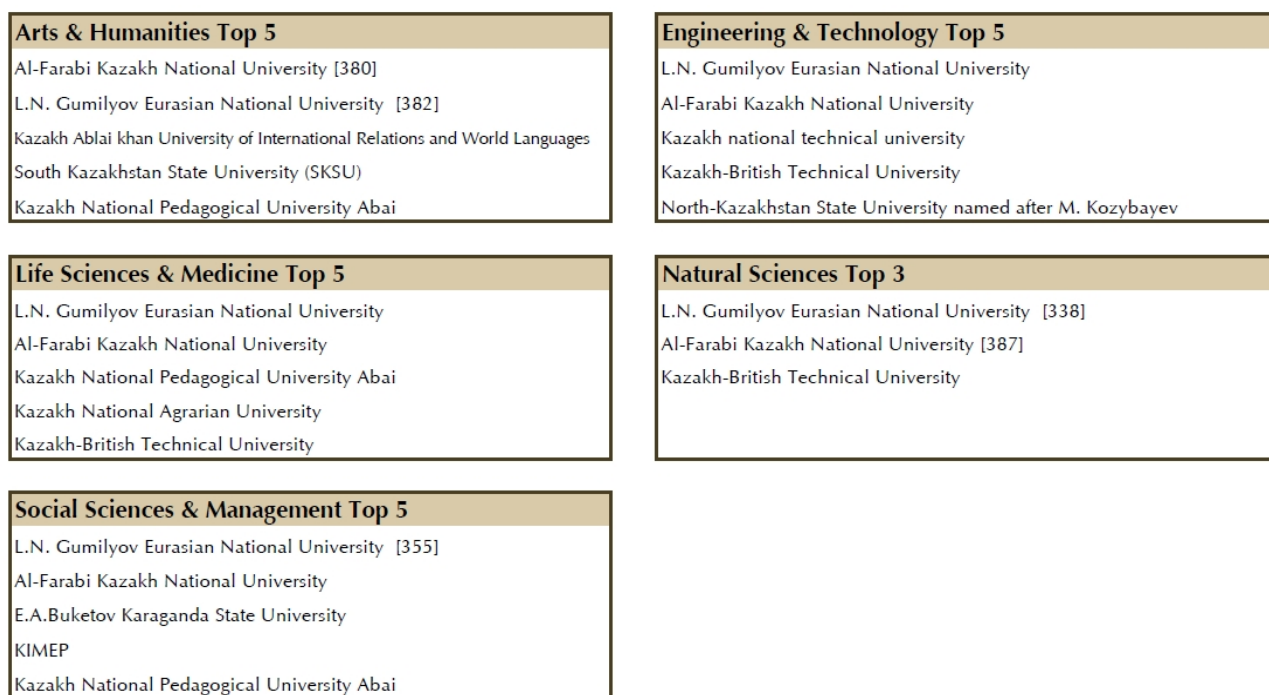 Arts & Humanities Top 5
Al-Farabi Kazakh National University [380]
L.N. Gumilyov Eurasian National University [382]
Kazakh Ablai khan University of International Relations and World Languages
South Kazakhstan State University (SKSU)
Kazakh National Pedagogical University Abai
Engineering & Technology Top 5
L.N. Gumilyov Eurasian National University
Al-Farabi Kazakh National University
Kazakh national technical university
Kazakh-British Technical University
North-Kazakhstan State University named after M. Kozybayev
Life Sciences & Medicine Top 5
L.N. Gumilyov Eurasian National University
Al-Farabi Kazakh National University
Kazakh National Pedagogical University Abai
Kazakh National Agrarian University
Kazakh-British Technical University
Natural Sciences Top 3
L.N. Gumilyov Eurasian National University [338]
Al-Farabi Kazakh National University [387]
Kazakh-British Technical University
Social Sciences & Management Top 5
L.N. Gumilyov Eurasian National University [355]
Al-Farabi Kazakh National University
E.A.Buketov Karaganda State University
KIMEP
Kazakh National Pedagogical University Abai